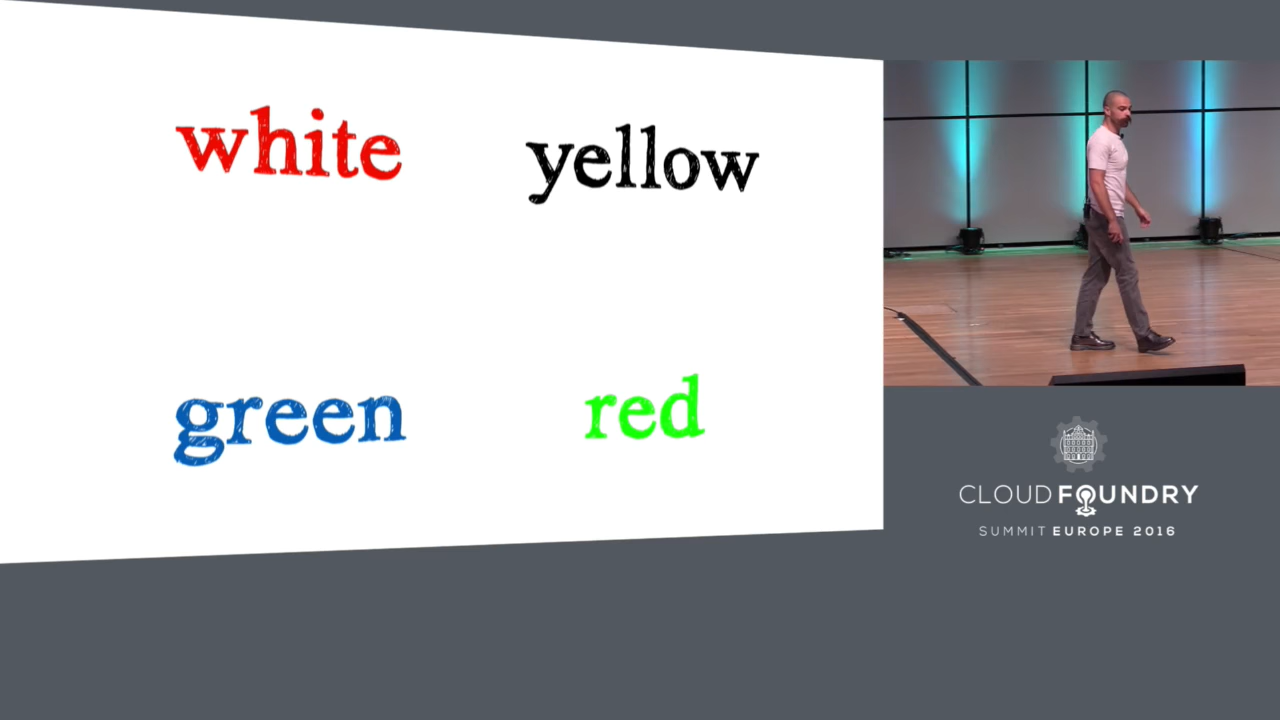 white
yellow
green
red
CLOUD FOUNDRY
SUMMIT EUROPE 2016